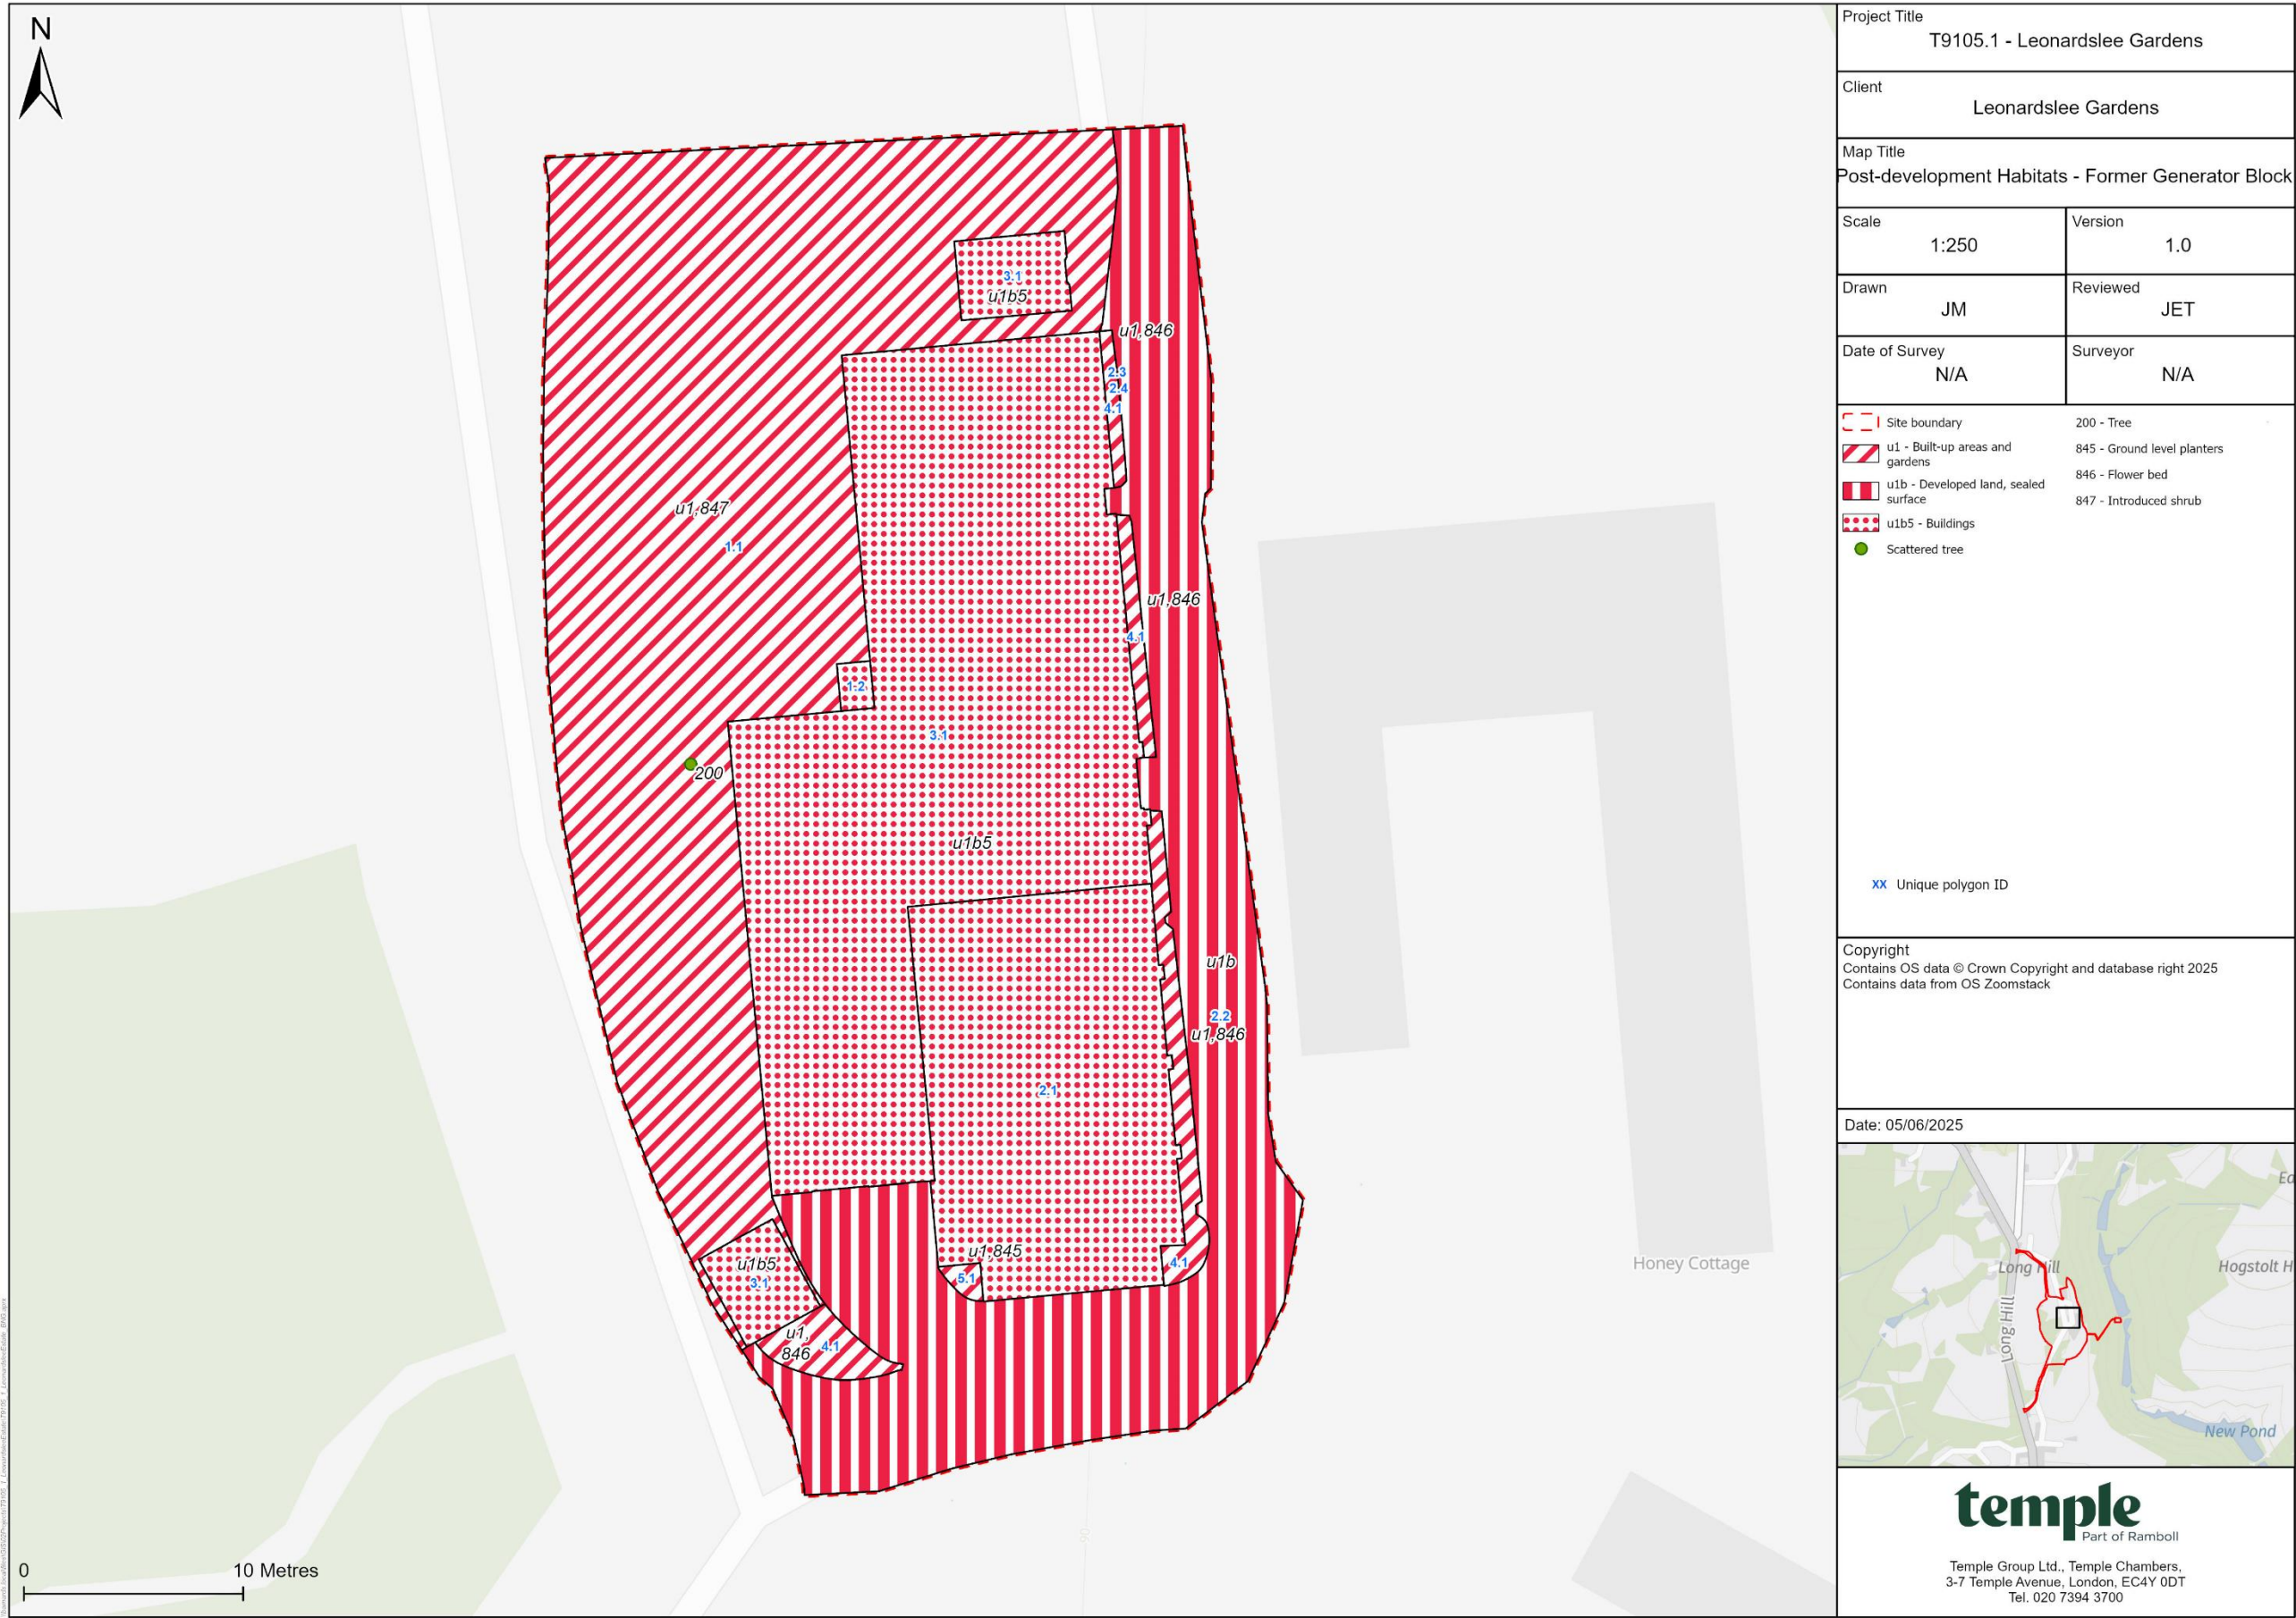 N
3.1
u1b5
u1,846
2.3
2.4
4.1
u1,847
1.1
u1,846
4.1
1.2
3.1
200
u1b5
u1b
2.2
u1,846
2.1
u1,845
5.1
4.1
u1b5
3.1
u1,
846
4.1
Honey Cottage
90
0 10 Metres
Project Title
T9105.1 - Leonardslee Gardens
Client
Leonardslee Gardens
Map Title
Post-development Habitats - Former Generator Block
Scale
1:250
Version
1.0
Drawn
JM
Reviewed
JET
Date of Survey
N/A
Surveyor
N/A
Site boundary
u1 - Built-up areas and
gardens
u1b - Developed land, sealed
surface
u1b5 - Buildings
Scattered tree
200 - Tree
845 - Ground level planters
846 - Flower bed
847 - Introduced shrub
XX Unique polygon ID
Copyright
Contains OS data © Crown Copyright and database right 2025
Contains data from OS Zoomstack
Date: 05/06/2025
Long Hill
Hogstolt H
Long Hill
New Pond
temple
Part of Ramboll
Temple Group Ltd., Temple Chambers,
3-7 Temple Avenue, London, EC4Y 0DT
Tel. 020 7394 3700